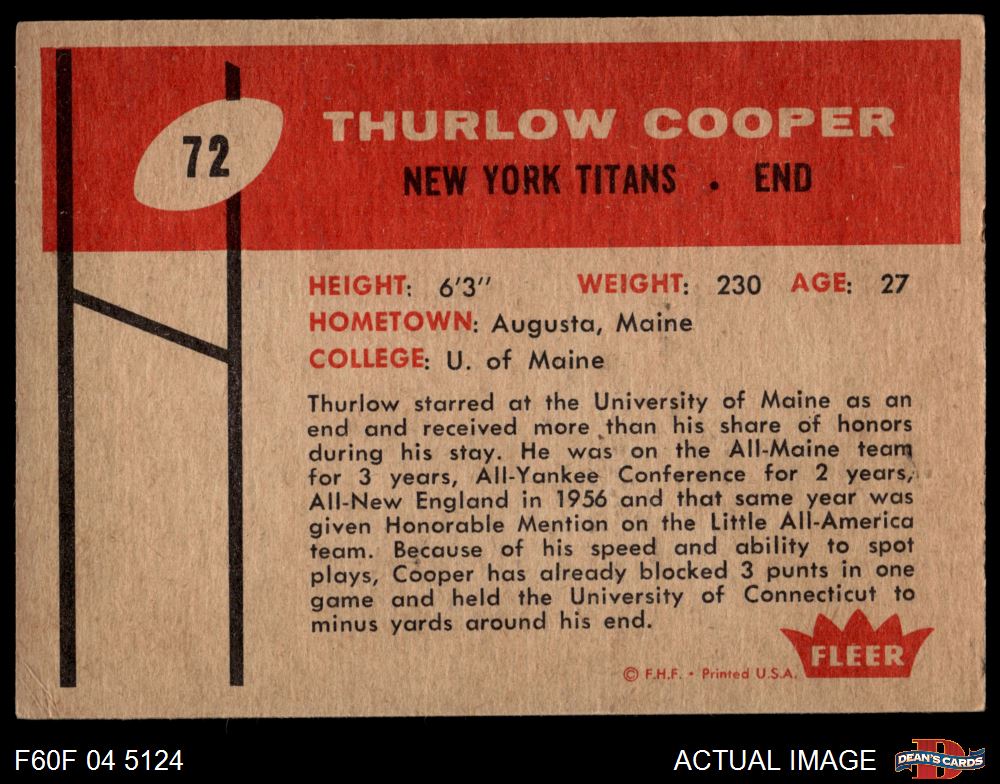 72
THURLOW COOPER
NEW YORK TITANS . END
HEIGHT: 6'3" WEIGHT: 230 AGE: 27
HOMETOWN: Augusta, Maine
COLLEGE: U. of Maine
Thurlow starred at the University of Maine as an
end and received more than his share of honors
during his stay. He was on the All-Maine team
for 3 years, All-Yankee Conference for 2 years,
All-New England in 1956 and that same year was
given Honorable Mention on the Little All-America
team. Because of his speed and ability to spot
plays, Cooper has already blocked 3 punts in one
game and held the University of Connecticut to
minus yards around his end.
FLEER
© F.H.F. • Printed U.S.A.
F60F 04 5124
ACTUAL IMAGE
D
DEAN'S CARDS